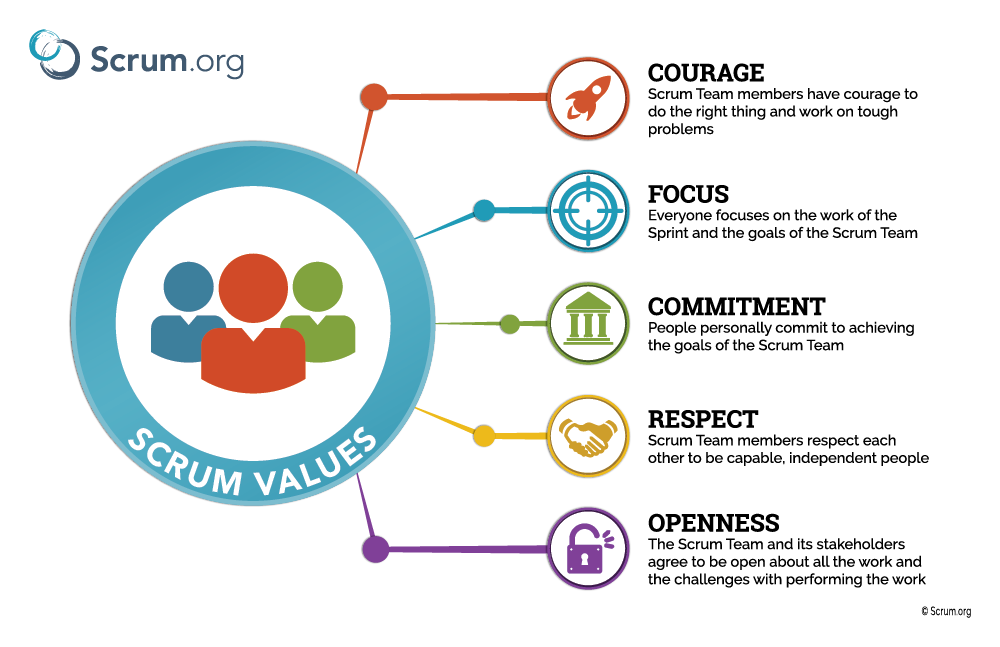 Scrum.org
COURAGE
Scrum Team members have courage to
do the right thing and work on tough
problems
FOCUS
Everyone focuses on the work of the
Sprint and the goals of the Scrum Team
COMMITMENT
People personally commit to achieving
the goals of the Scrum Team
RESPECT
Scrum Team members respect each
other to be capable, independent people
SCRUM VALUES
OPENNESS
The Scrum Team and its stakeholders
agree to be open about all the work and
the challenges with performing the work
© Scrum.org